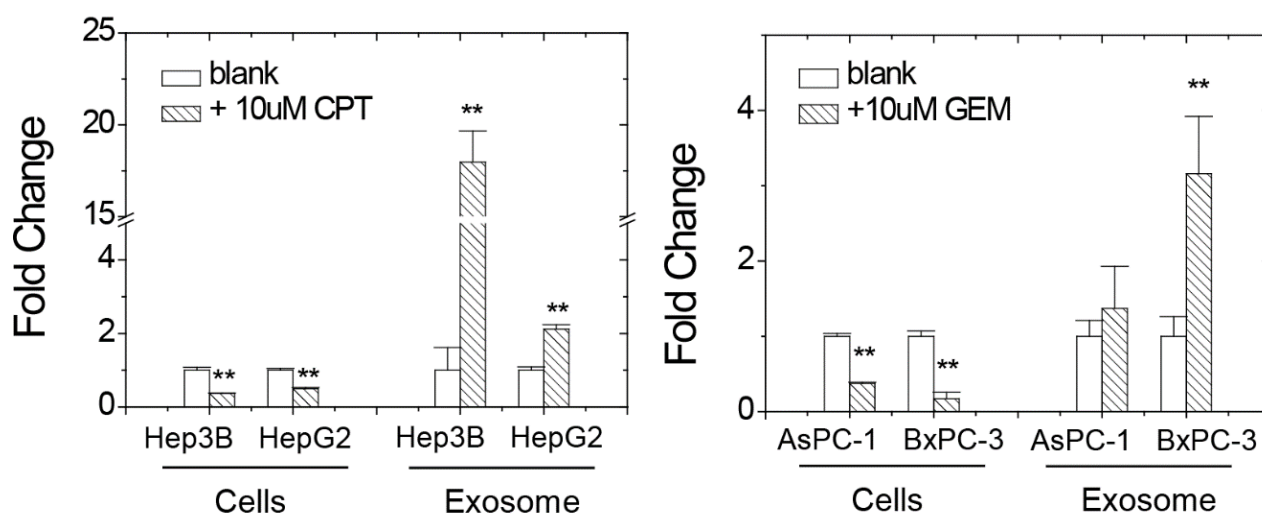 Fold Change
25
20
15
4
2
0
blank
+ 10uM CPT
**
**
**
**
Hep3B HepG2 Hep3B HepG2
Cells Exosome
Fold Change
4
2
0
blank
+10uM GEM
**
**
**
AsPC-1 BxPC-3 AsPC-1 BxPC-3
Cells Exosome